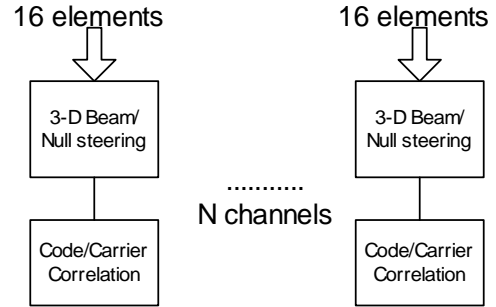 16 elements
3-D Beam/
Null steering
Code/Carrier
Correlation
...........
N channels
16 elements
3-D Beam/
Null steering
Code/Carrier
Correlation